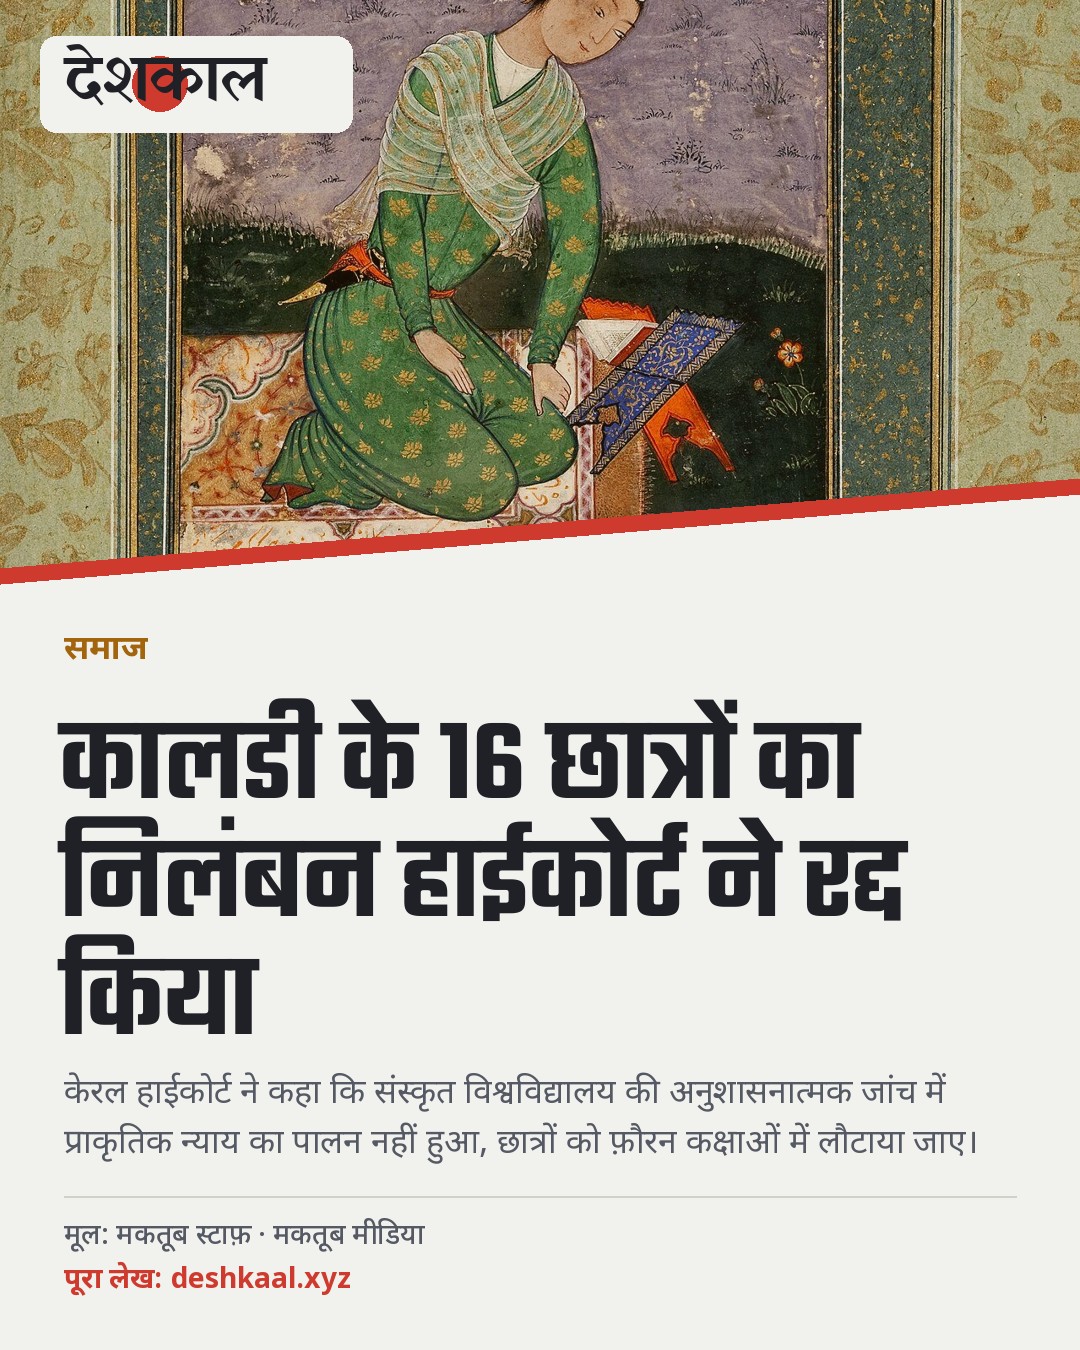 देशकाल
समाज
कालडी के 16 छात्रों का
निलंबन हाईकोर्ट ने रद्द
किया
केरल हाईकोर्ट ने कहा कि संस्कृत विश्वविद्यालय की अनुशासनात्मक जांच में
प्राकृतिक न्याय का पालन नहीं हुआ, छात्रों को फ़ौरन कक्षाओं में लौटाया जाए।
मूल: मकतूब स्टाफ़ · मकतूब मीडिया
पूरा लेख: deshkaal.xyz